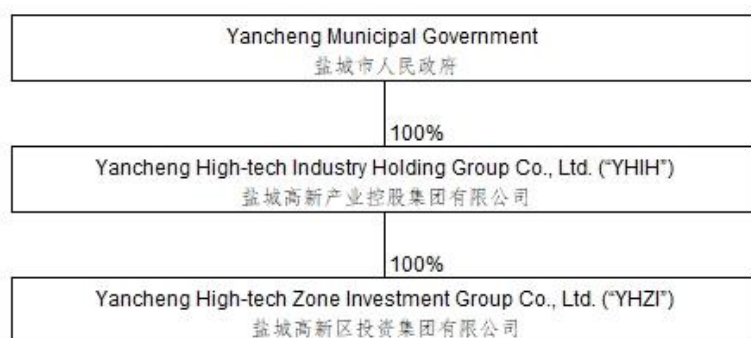 Yancheng Municipal Government
盐城市人民政府
100%
Yancheng High-tech Industry Holding Group Co., Ltd. (“YHIH”)
盐城高新产业控股集团有限公司
100%
Yancheng High-tech Zone Investment Group Co., Ltd. (“YHZI”)
盐城高新区投资集团有限公司